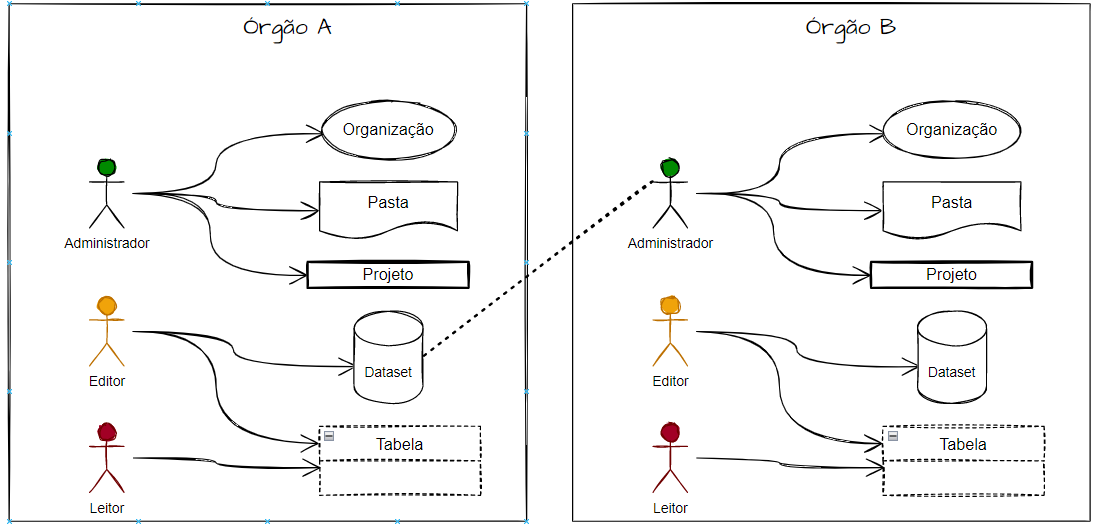 Órgão A
Organização
Pasta
Administrador
Projeto
Editor
Dataset
Tabela
Leitor
Órgão B
Organização
Pasta
Administrador
Projeto
Editor
Dataset
Tabela
Leitor